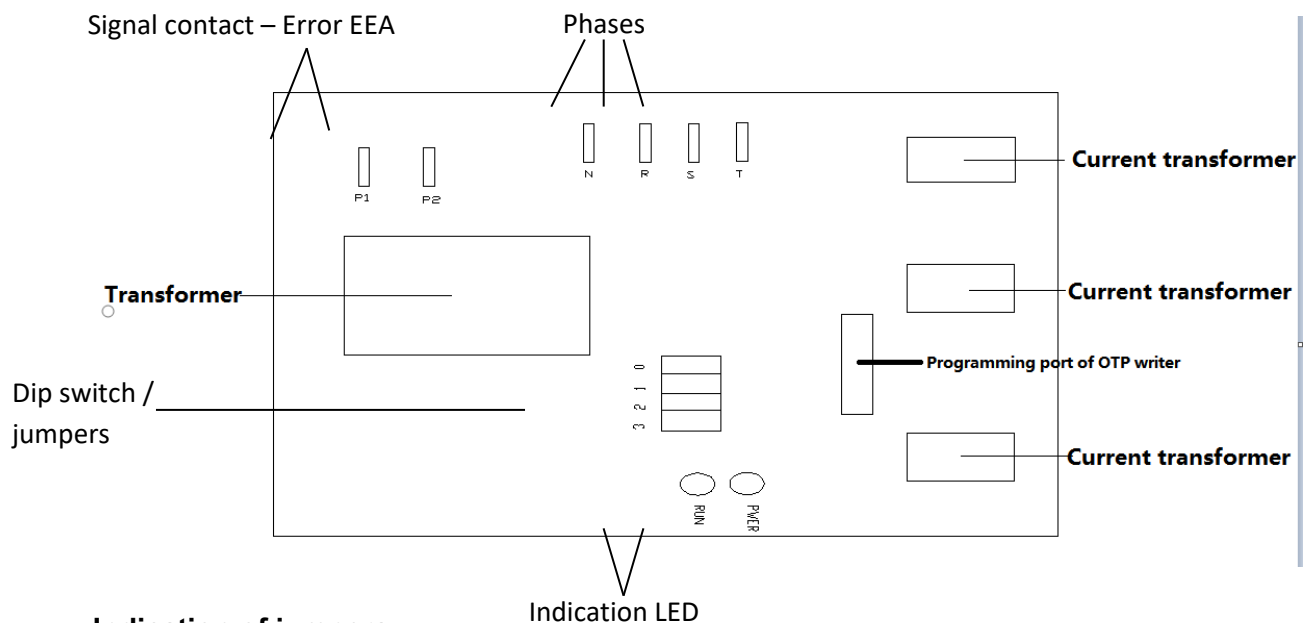 Signal contact – Error EEA
Phases
N
R
S
T
P1
P2
Current transformer
Transformer
Current transformer
0
1
2
3
Programming port of OTP writer
Dip switch /
jumpers
Current transformer
RUN
PWER
Indication LED